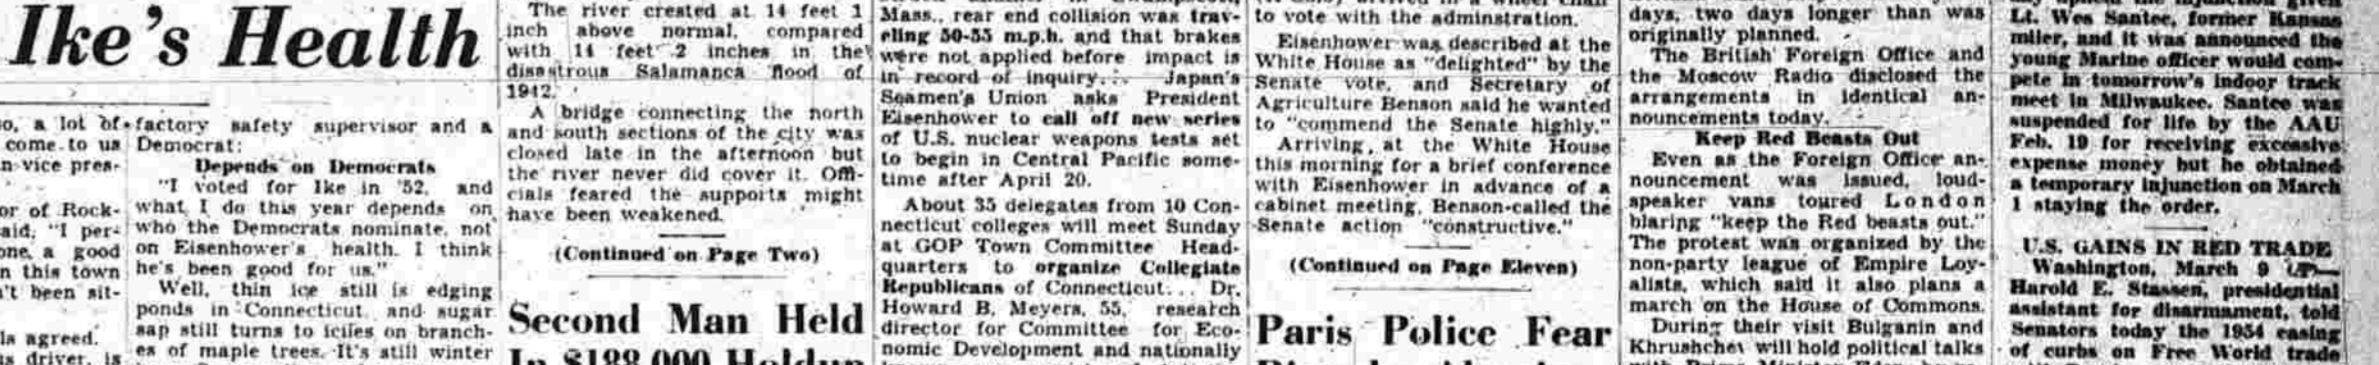 Ike's Health
o, a lot of
come to us
n vice pres-
or of Rock-
aid, "I per-
one, a good
n this town
't been sit-
ls agreed.
driver, is
factory safety supervisor and a
Democrat:
Depends on Democrats
"I voted for Ike in '52, and
what I do this year depends on
who the Democrats nominate, not
on Eisenhower's health. I think
he's been good for us."
Well, thin ice still is edging
ponds in Connecticut and sugar
sap still turns to icicles on branch-
es of maple trees. It's still winter
The river created at 14 feet 1
inch above normal, compared
with 14 feet 2 inches in the
disastrous Salamanca flood of
1942.
A bridge connecting the north
and south sections of the city was
closed late in the afternoon but
the river never did cover it. Offi-
cials feared the supports might
have been weakened.
(Continued on Page Two)
Second Man Held
In $188,000 Holdup
Mass., rear end collision was trav-
eling 50-55 m.p.h. and that brakes
were not applied before impact is
in record of inquiry. . . Japan's
Seamen's Union asks President
Eisenhower to call off new series
of U.S. nuclear weapons tests set
to begin in Central Pacific some-
time after April 20.
About 35 delegates from 10 Con-
necticut colleges will meet Sunday
at GOP Town Committee Head-
quarters to organize Collegiate
Republicans of Connecticut... Dr.
Howard B. Meyers, 55, research
director for Committee for Eco-
nomic Development and nationally
to vote with the adminstration.
Eisenhower was described at the
White House as "delighted" by the
Senate vote, and Secretary of
Agriculture Benson said he wanted
to "commend the Senate highly."
Arriving at the White House
this morning for a brief conference
with Eisenhower in advance of a
cabinet meeting, Benson called the
Senate action "constructive."
(Continued on Page Eleven)
Paris Police Fear
days, two days longer than was
originally planned.
The British Foreign Office and
the Moscow Radio disclosed the
arrangements in identical an-
nouncements today.
Keep Red Beasts Out
Even as the Foreign Office an-
nouncement was issued, loud-
speaker vans toured London
blaring "keep the Red beasts out."
The protest was organized by the
non-party league of Empire Loy-
alists, which said it also plans a
march on the House of Commons.
During their visit Bulganin and
Khrushchev will hold political talks
Lt. Wes Santee, former Kansas
miler, and it was announced the
young Marine officer would com-
pete in tomorrow's indoor track
meet in Milwaukee. Santee was
suspended for life by the AAU
Feb. 19 for receiving excessive
expense money but he obtained
a temporary injunction on March
1 staying the order.
U.S. GAINS IN RED TRADE
Washington, March 9 UP—
Harold E. Stassen, presidential
assistant for disarmament, told
Senators today the 1954 easing
of curbs on Free World trade